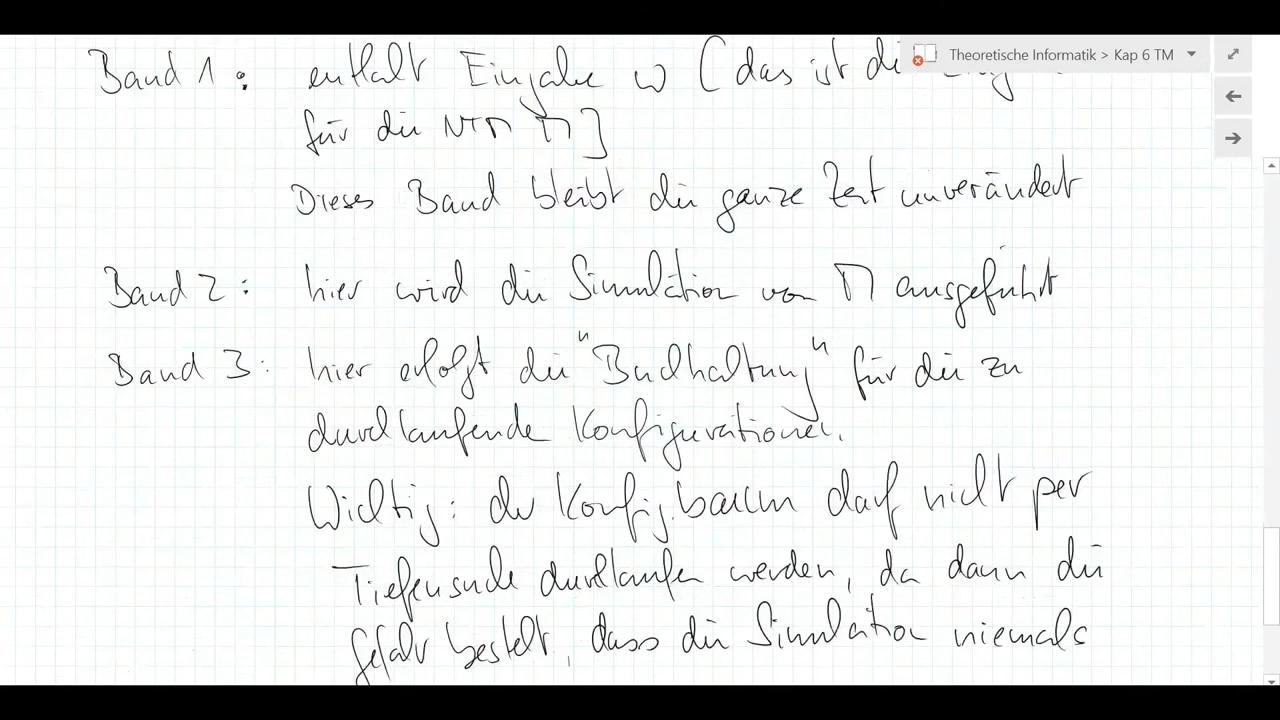 Theoretische Informatik > Kap 6 TM
Band 1: enthält Eingabe w (das ist die
für die NTM M]
Dieses Band bleibt die ganze Zeit unverändert
Band 2: hier wird die Simulation von M ausgeführt
Band 3: hier erfolgt die "Buchhaltung" für die zu
durchlaufende Konfigurationen.
Wichtig: der Konfig.baum darf nicht per
Tiefensuche durchlaufen werden, da dann die
Gefahr besteht, dass die Simulation niemals